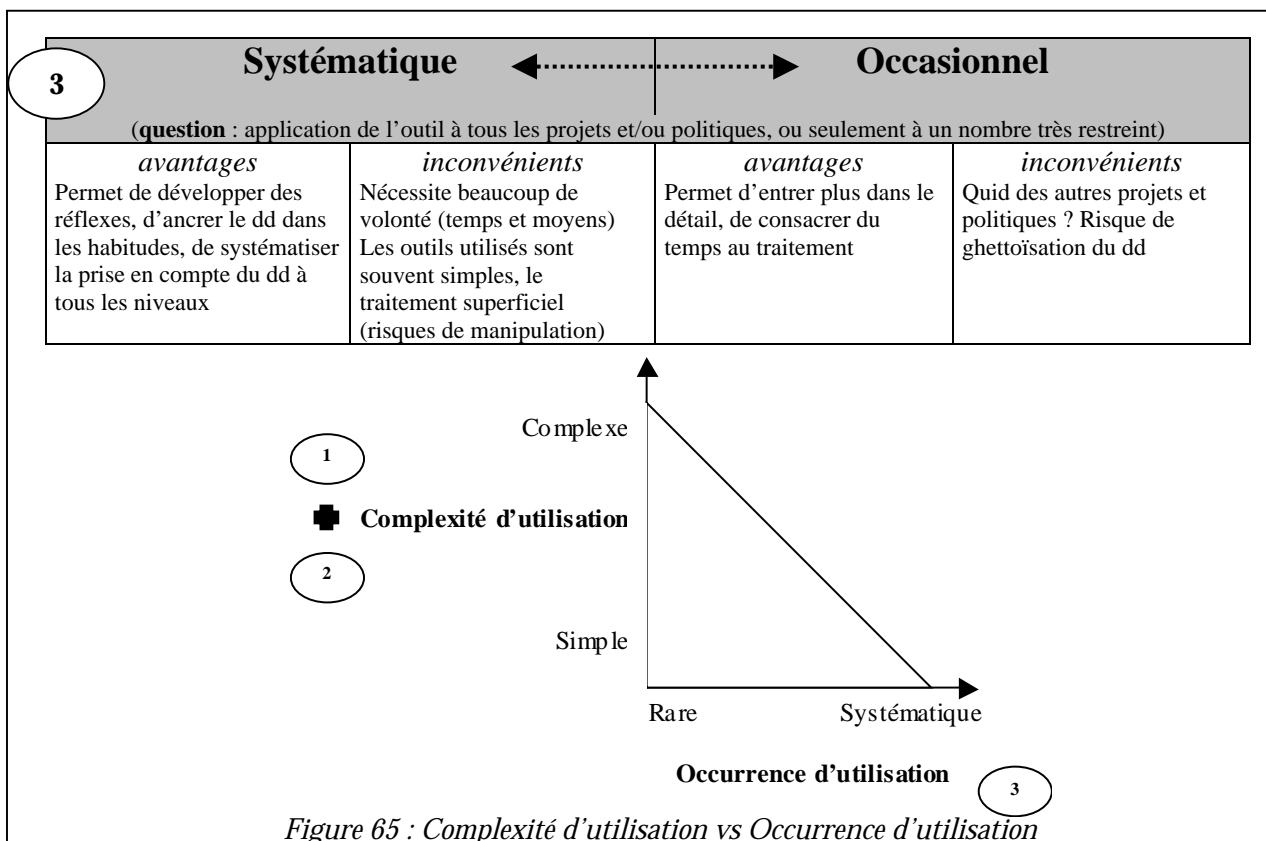 3
Systématique Occasionnel
(question : application de l'outil à tous les projets et/ou politiques, ou seulement à un nombre très restreint)
avantages
Permet de développer des
réflexes, d'ancrer le dd dans
les habitudes, de systématiser
la prise en compte du dd à
tous les niveaux
inconvénients
Nécessite beaucoup de
volonté (temps et moyens)
Les outils utilisés sont
souvent simples, le
traitement superficiel
(risques de manipulation)
avantages
Permet d'entrer plus dans le
détail, de consacrer du
temps au traitement
inconvénients
Quid des autres projets et
politiques ? Risque de
ghettoïsation du dd
Complexe
1
Complexité d'utilisation
2
Simple
Rare Systématique
Occurrence d'utilisation
3
Figure 65 : Complexité d'utilisation vs Occurrence d'utilisation